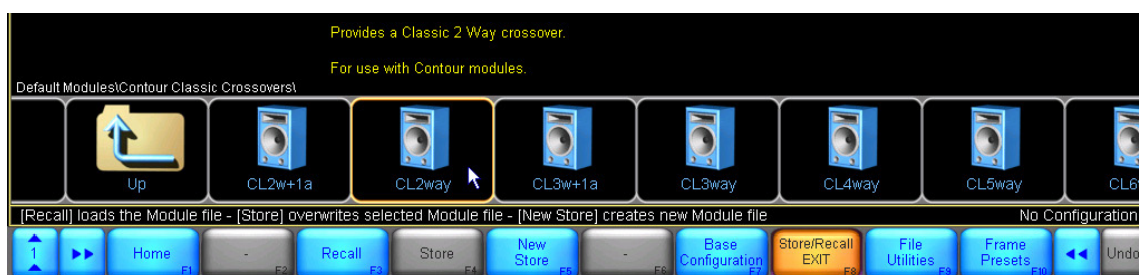 Provides a Classic 2 Way crossover.
For use with Contour modules.
Default Modules\Contour Classic Crossovers\
Up CL2w+1a CL2way CL3w+1a CL3way CL4way CL5way CL6
[Recall] loads the Module file - [Store] overwrites selected Module file - [New Store] creates new Module file No Configuration
1 Home F1 - F2 Recall F3 Store F4 New Store F5 - F6 Base Configuration F7 Store/Recall EXIT F8 File Utilities F9 Frame Presets F10 Undo